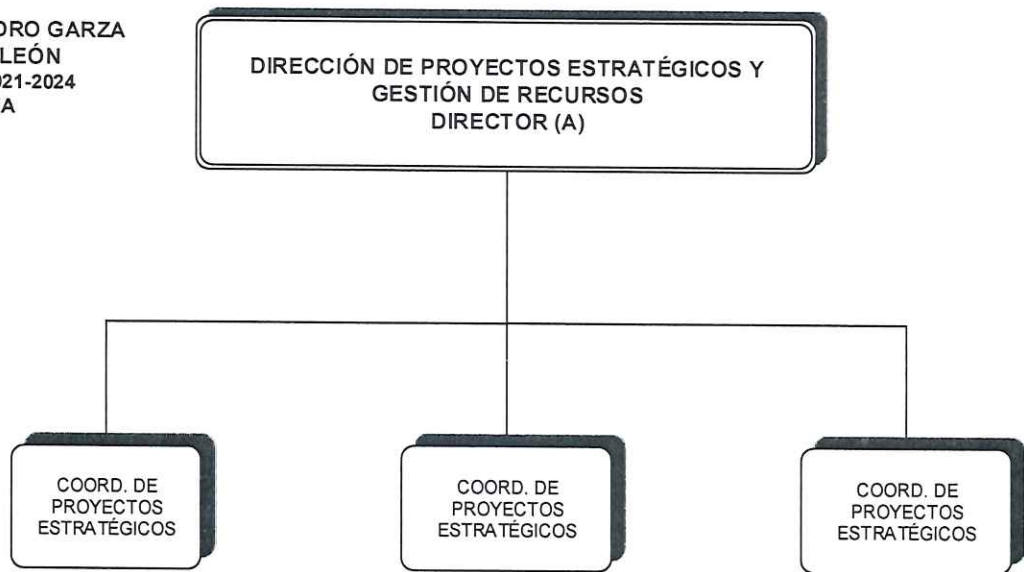 GARZA
LEÓN
2021-2024
DIRECCIÓN DE PROYECTOS ESTRATÉGICOS Y
GESTIÓN DE RECURSOS
DIRECTOR (A)
COORD. DE
PROYECTOS
ESTRATÉGICOS
COORD. DE
PROYECTOS
ESTRATÉGICOS
COORD. DE
PROYECTOS
ESTRATÉGICOS